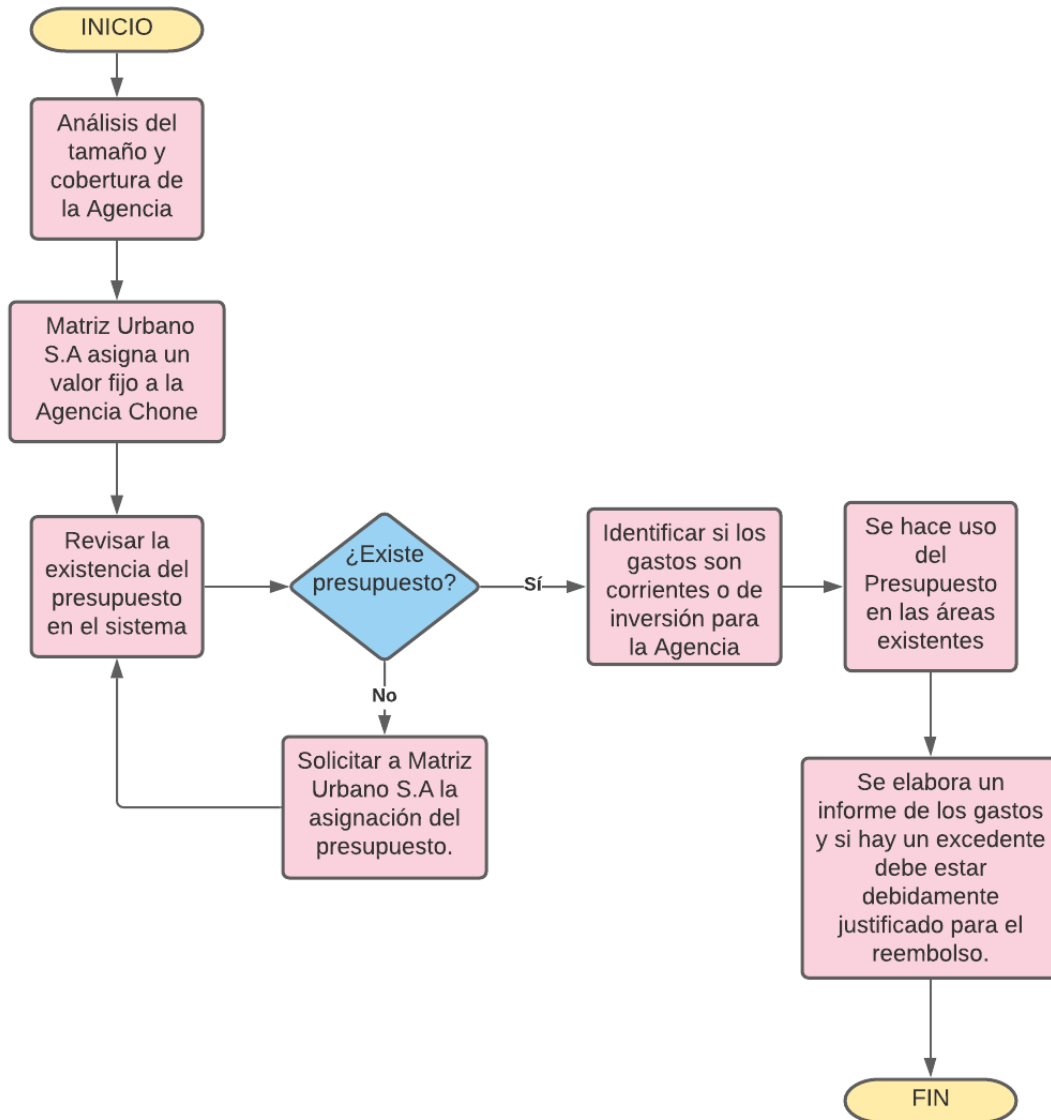 INICIO
Análisis del
tamaño y
cobertura de
la Agencia
Matriz Urbano
S.A asigna un
valor fijo a la
Agencia Chone
Revisar la
existencia del
presupuesto
en el sistema
¿Existe
presupuesto?
Sí
No
Solicitar a Matriz
Urbano S.A la
asignación del
presupuesto.
Identificar si los
gastos son
corrientes o de
inversión para
la Agencia
Se hace uso
del
Presupuesto
en las áreas
existentes
Se elabora un
informe de los gastos
y si hay un excedente
debe estar
debidamente
justificado para el
reembolso.
FIN